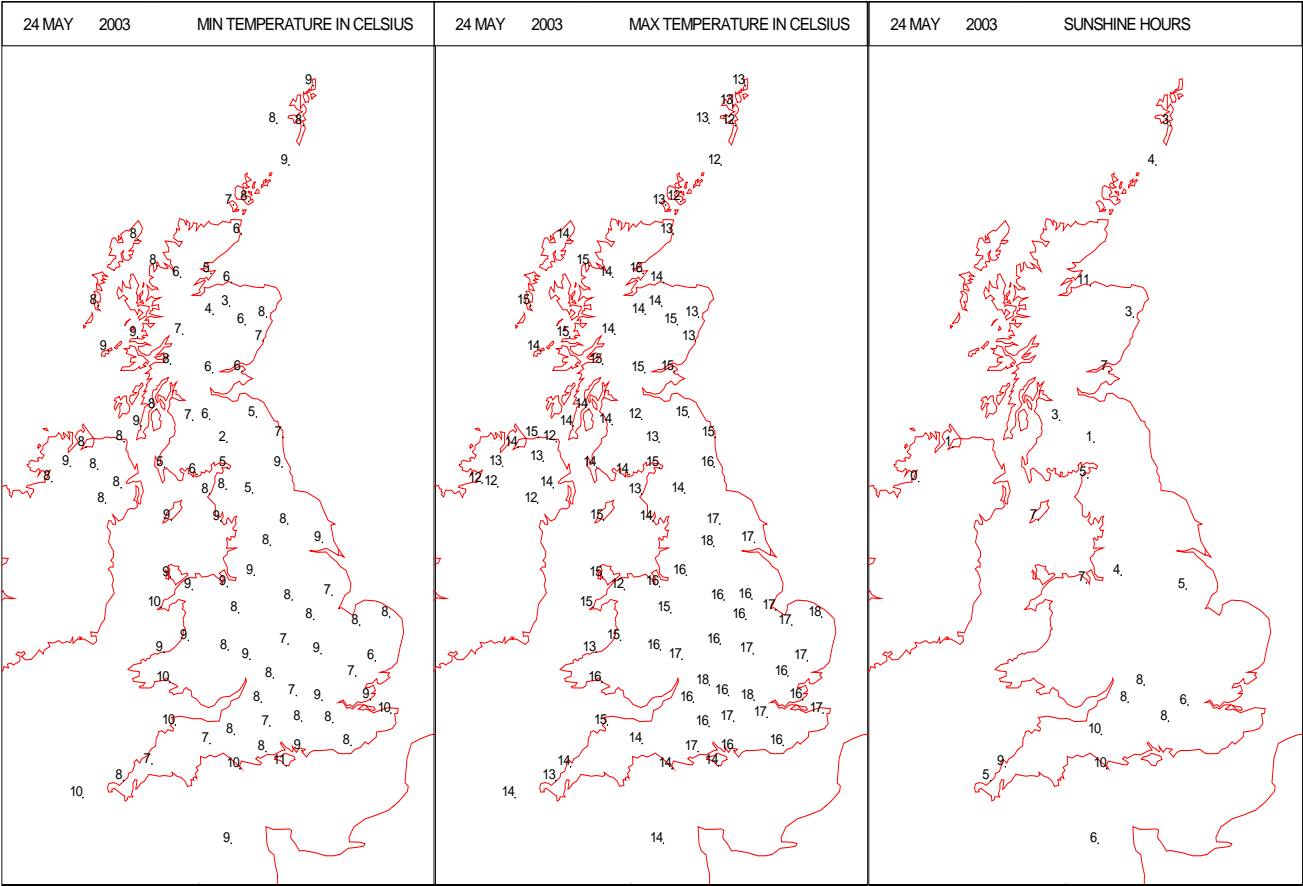 24 MAY 2003 MIN TEMPERATURE IN CELSIUS
9.
8. 8.
9.
7. 8.
6.
8.
8. 6. 5. 6.
8. 4. 3. 6. 8.
9. 7. 7.
9. 8. 6. 6.
8. 9. 7. 6. 5.
8. 8. 2. 7.
9. 8. 5. 6. 5. 9.
8. 8. 8. 8. 8. 5.
9. 9. 8. 9.
8.
9. 9. 9. 9.
10. 8. 8. 7.
8. 8. 8.
9. 9. 8. 9. 7. 9. 6.
10. 8. 7.
8. 7. 9. 9. 10.
10. 8. 7. 8. 8.
7. 8. 9. 8.
8. 7. 10. 11.
10.
9.
24 MAY 2003 MAX TEMPERATURE IN CELSIUS
13.
13.
13. 12.
12.
13. 12.
13.
14.
15. 14. 15. 14.
15. 14. 14. 15. 13.
15. 14. 13.
14. 15. 15. 15.
14. 14. 14. 12. 15.
14. 15. 12. 13. 15.
13. 13. 14. 14. 15. 15.
12. 12. 14. 12. 13. 14.
15. 14. 17.
18. 17.
15. 12. 16. 16.
15. 15. 16. 16. 17.
16. 17. 18.
13. 15. 16. 17. 16. 17. 17.
16. 18. 16.
16. 16. 18. 16. 17.
15. 16. 17. 17.
14. 17. 16. 16.
13. 14. 14. 14.
14.
14.
24 MAY 2003 SUNSHINE HOURS
3.
4.
11.
3.
7.
3.
1. 1.
0. 5.
7.
4.
7. 5.
8.
8. 6.
10. 8.
9. 10.
5.
6.